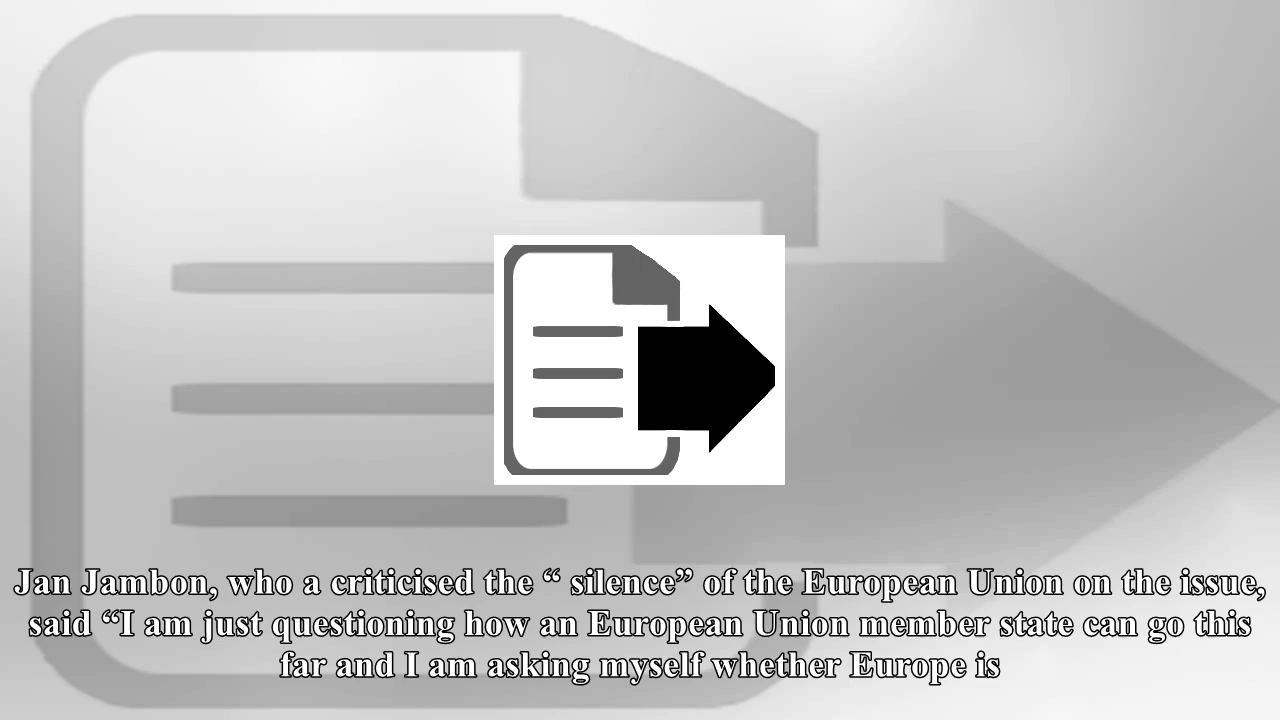 Jan Jambon, who a criticised the “ silence” of the European Union on the issue,
said “I am just questioning how an European Union member state can go this
far and I am asking myself whether Europe is